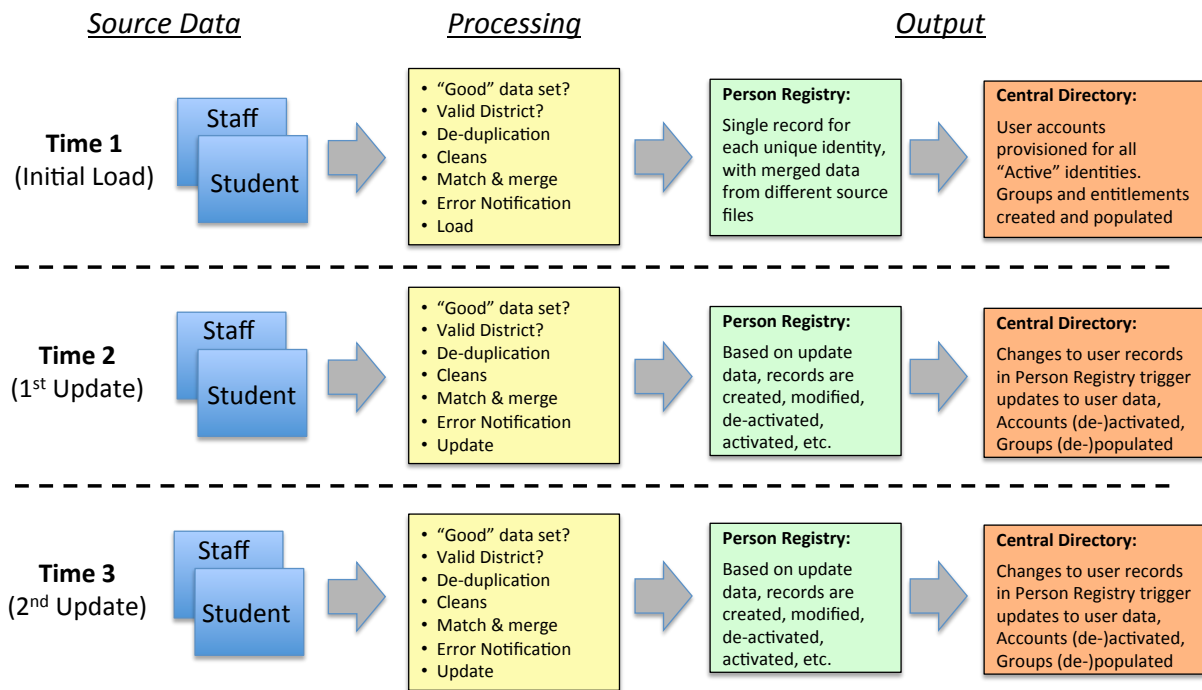 Source Data
Processing
Output
Time 1
(Initial Load)
Staff
Student
• “Good” data set?
• Valid District?
• De-duplication
• Cleans
• Match & merge
• Error Notification
• Load
Person Registry:
Single record for
each unique identity,
with merged data
from different source
files
Central Directory:
User accounts
provisioned for all
“Active” identities.
Groups and entitlements
created and populated
Time 2
(1st Update)
Staff
Student
• “Good” data set?
• Valid District?
• De-duplication
• Cleans
• Match & merge
• Error Notification
• Update
Person Registry:
Based on update
data, records are
created, modified,
de-activated,
activated, etc.
Central Directory:
Changes to user records
in Person Registry trigger
updates to user data,
Accounts (de-)activated,
Groups (de-)populated
Time 3
(2nd Update)
Staff
Student
• “Good” data set?
• Valid District?
• De-duplication
• Cleans
• Match & merge
• Error Notification
• Update
Person Registry:
Based on update
data, records are
created, modified,
de-activated,
activated, etc.
Central Directory:
Changes to user records
in Person Registry trigger
updates to user data,
Accounts (de-)activated,
Groups (de-)populated